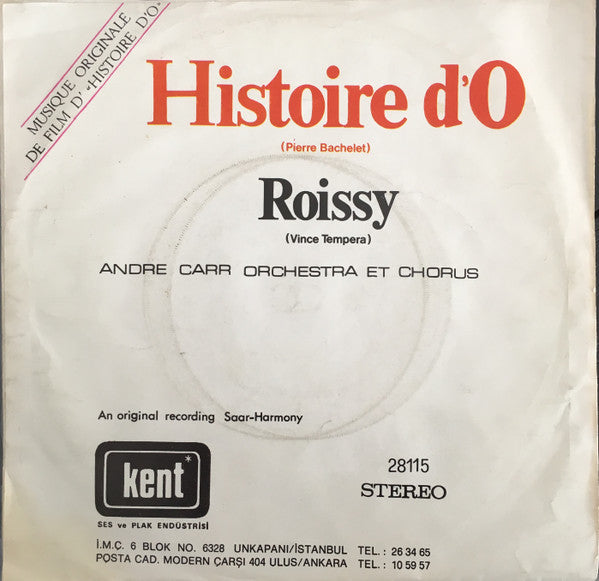 MUSIQUE ORIGINALE
DE FILM D' "HISTOIRE D'O"
Histoire d'O
(Pierre Bachelet)
Roissy
(Vince Tempera)
ANDRE CARR ORCHESTRA ET CHORUS
An original recording Saar-Harmony
kent*
28115
STEREO
SES ve PLAK ENDÜSTRİSİ
İ.M.Ç. 6 BLOK NO. 6328 UNKAPANI/İSTANBUL TEL. : 26 34 65
POSTA CAD. MODERN ÇARŞI 404 ULUS/ANKARA TEL. : 10 59 57